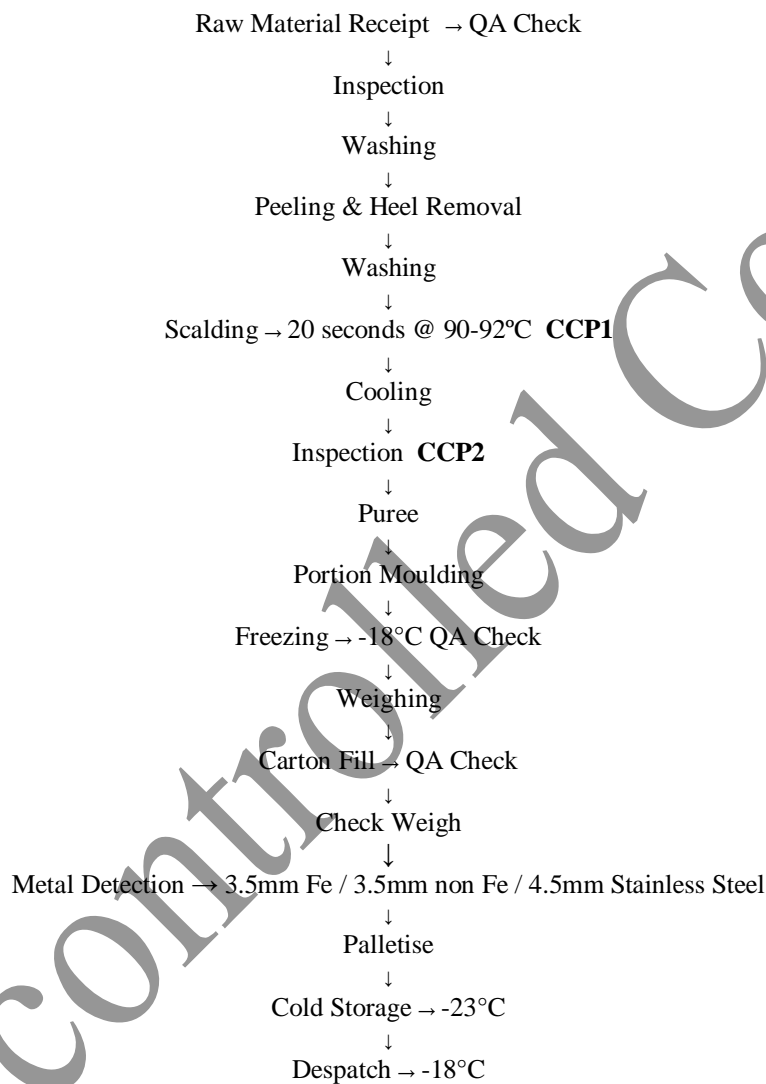 Raw Material Receipt → QA Check
↓
Inspection
↓
Washing
↓
Peeling & Heel Removal
↓
Washing
↓
Scalding → 20 seconds @ 90-92ºC CCP1
↓
Cooling
↓
Inspection CCP2
↓
Puree
↓
Portion Moulding
↓
Freezing → -18°C QA Check
↓
Weighing
↓
Carton Fill → QA Check
↓
Check Weigh
↓
Metal Detection → 3.5mm Fe / 3.5mm non Fe / 4.5mm Stainless Steel
↓
Palletise
↓
Cold Storage → -23°C
↓
Despatch → -18°C
controlled Co